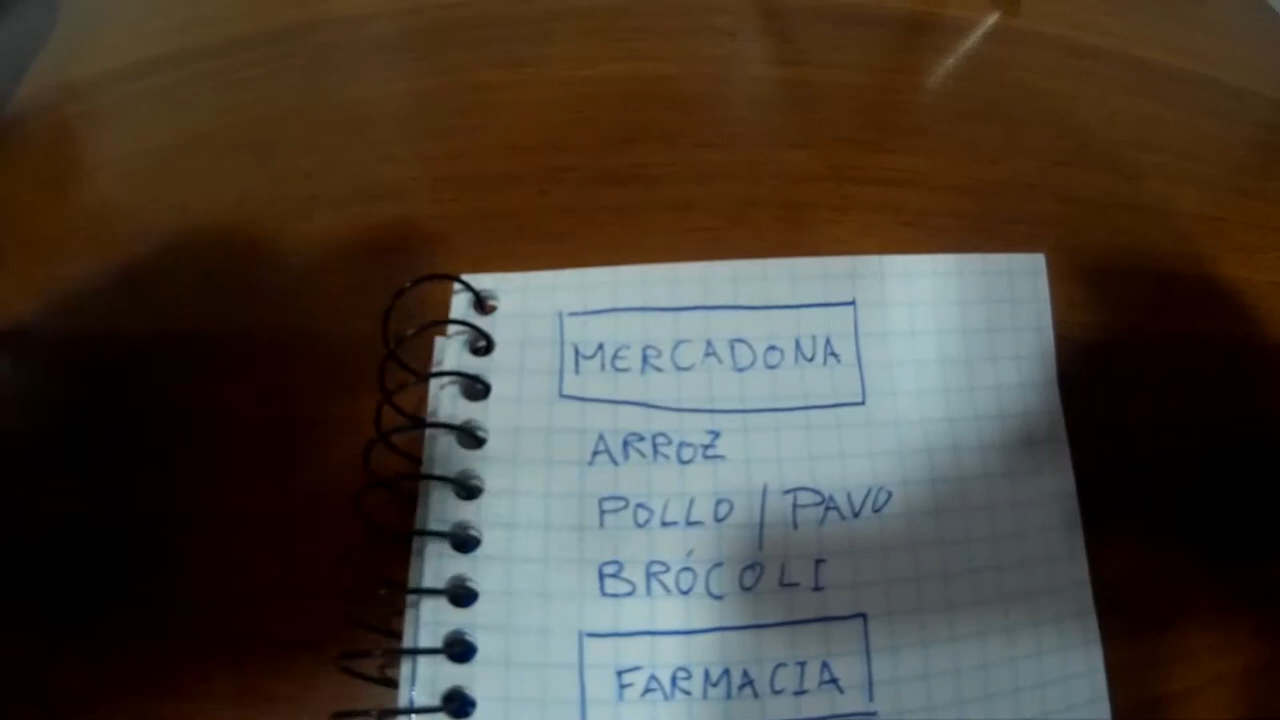 MERCADONA
ARROZ
POLLO / PAVO
BRÓCOLI
FARMACIA